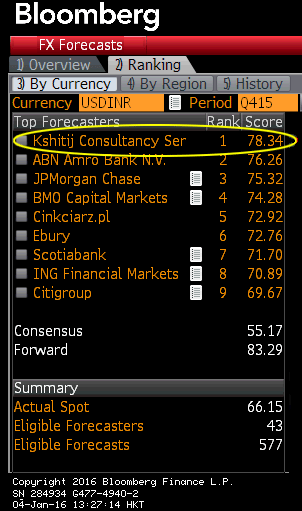 Bloomberg
FX Forecasts
1) Overview 2) Ranking
3) By Currency 4) By Region 5) History
Currency USDINR Period Q415
Top Forecasters Rank Score
Kshitij Consultancy Ser 1 78.34
ABN Amro Bank N.V. 2 76.26
JPMorgan Chase 3 75.32
BMO Capital Markets 4 74.28
Cinkciarz.pl 5 72.92
Ebury 6 72.76
Scotiabank 7 71.70
ING Financial Markets 8 70.89
Citigroup 9 69.67
Consensus 55.17
Forward 83.29
Summary
Actual Spot 66.15
Eligible Forecasters 43
Eligible Forecasts 577
Copyright 2016 Bloomberg Finance L.P.
SN 284934 G477-4940-2
04-Jan-16 13:27:14 HKT